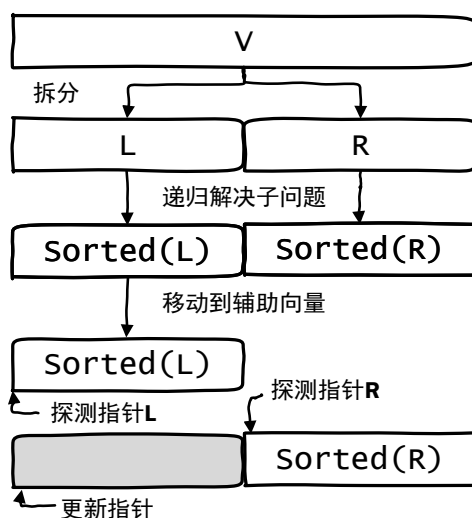 V
拆分
L R
递归解决子问题
Sorted(L) Sorted(R)
移动到辅助向量
Sorted(L)
探测指针R
探测指针L
Sorted(R)
更新指针